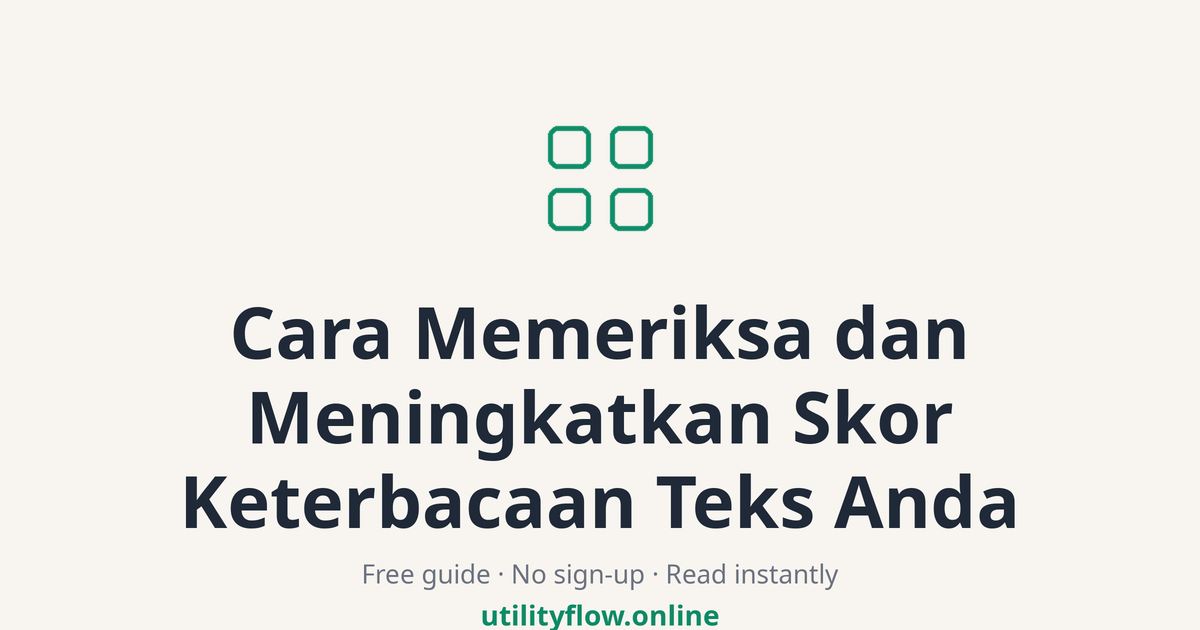 Cara Memeriksa dan
Meningkatkan Skor
Keterbacaan Teks Anda
Free guide · No sign-up · Read instantly
utilityflow.online